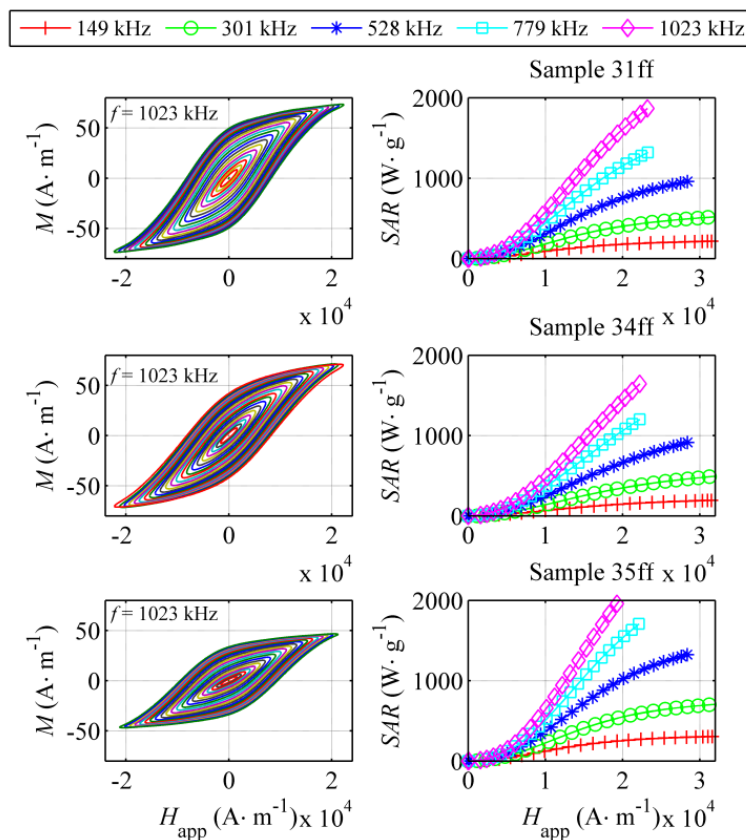 149 kHz 301 kHz 528 kHz 779 kHz 1023 kHz
Sample 31ff
f = 1023 kHz
M (A· m⁻¹)
50
0
-50
-2 0 2
x 10⁴
SAR (W· g⁻¹)
2000
1000
0
0 1 2 3
x 10⁴
Sample 34ff
f = 1023 kHz
M (A· m⁻¹)
50
0
-50
-2 0 2
x 10⁴
SAR (W· g⁻¹)
2000
1000
0
0 1 2 3
x 10⁴
Sample 35ff
f = 1023 kHz
M (A· m⁻¹)
50
0
-50
-2 0 2
H_app (A· m⁻¹) x 10⁴
SAR (W· g⁻¹)
2000
1000
0
0 1 2 3
H_app (A· m⁻¹) x 10⁴